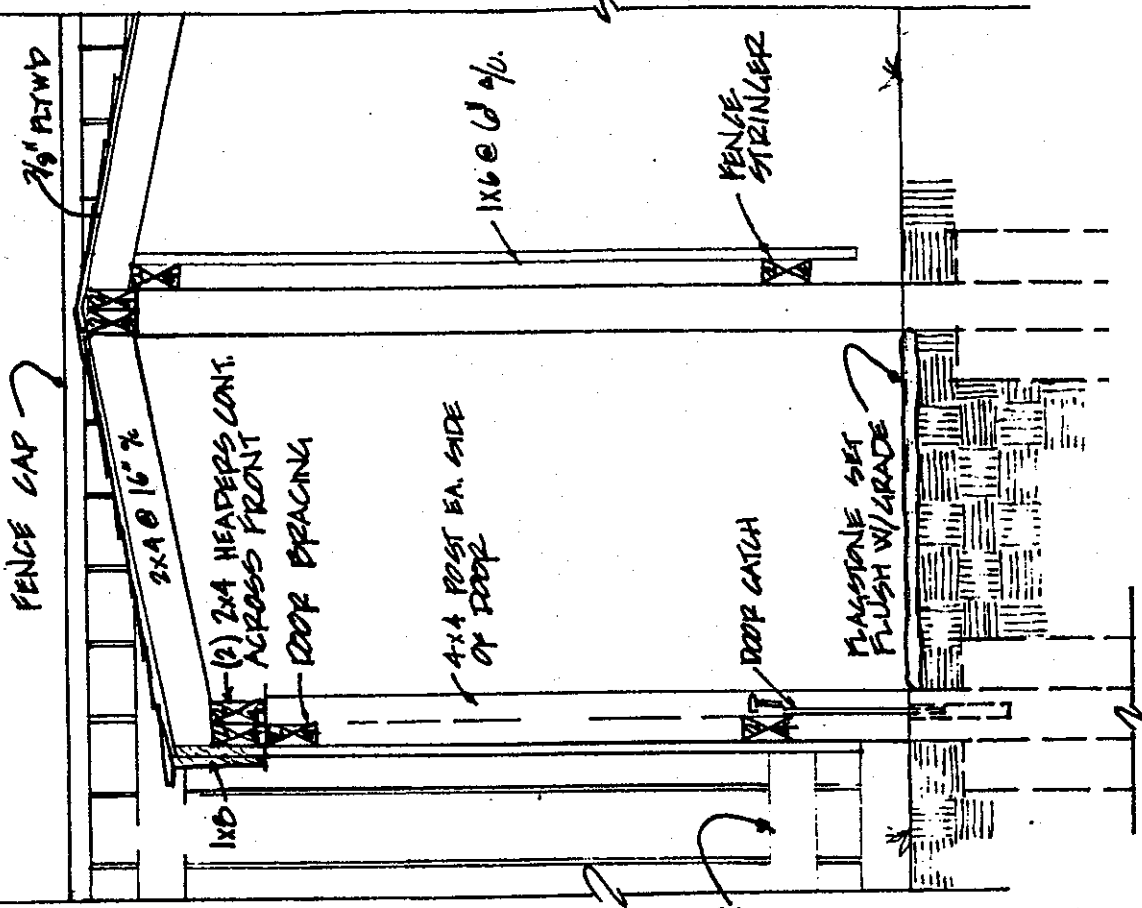 FENCE CAP
3/8" PLYWD
2X4 @ 16" %
(2) 2X4 HEADERS CONT.
ACROSS FRONT
DOOR BRACING
1X6 @ 6' a/c.
FENCE
STRINGER
4X4 POST EA. SIDE
OF DOOR
1X8
DOOR CATCH
FLAGSTONE SET
FLUSH W/GRADE